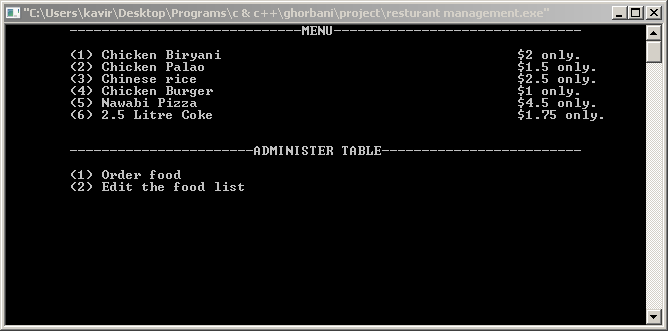 "C:\Users\kavir\Desktop\Programs\c & c++\ghorbani\project\resturant management.exe"
-----------------------------MENU-------------------------------
(1) Chicken Biryani $2 only.
(2) Chicken Palao $1.5 only.
(3) Chinese rice $2.5 only.
(4) Chicken Burger $1 only.
(5) Nawabi Pizza $4.5 only.
(6) 2.5 Litre Coke $1.75 only.
-----------------------ADMINISTER TABLE-------------------------
(1) Order food
(2) Edit the food list